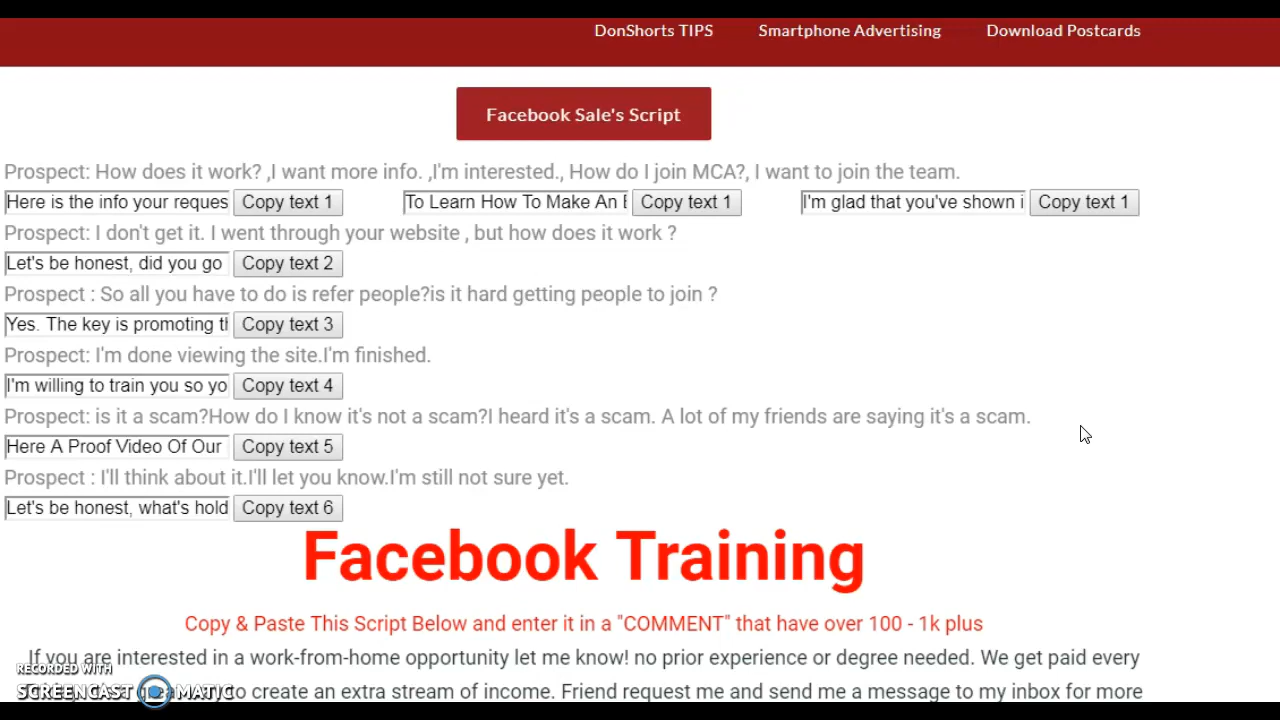 DonShorts TIPS Smartphone Advertising Download Postcards
Facebook Sale's Script
Prospect: How does it work? ,I want more info. ,I'm interested., How do I join MCA?, I want to join the team.
Here is the info your reques Copy text 1 To Learn How To Make An Copy text 1 I'm glad that you've shown i Copy text 1
Prospect: I don't get it. I went through your website , but how does it work ?
Let's be honest, did you go Copy text 2
Prospect : So all you have to do is refer people?is it hard getting people to join ?
Yes. The key is promoting th Copy text 3
Prospect: I'm done viewing the site.I'm finished.
I'm willing to train you so yo Copy text 4
Prospect: is it a scam?How do I know it's not a scam?I heard it's a scam. A lot of my friends are saying it's a scam.
Here A Proof Video Of Our Copy text 5
Prospect : I'll think about it.I'll let you know.I'm still not sure yet.
Let's be honest, what's hold Copy text 6
Facebook Training
Copy & Paste This Script Below and enter it in a "COMMENT" that have over 100 - 1k plus
If you are interested in a work-from-home opportunity let me know! no prior experience or degree needed. We get paid every
to create an extra stream of income. Friend request me and send me a message to my inbox for more
RECORDED WITH
SCREENCAST MATIC